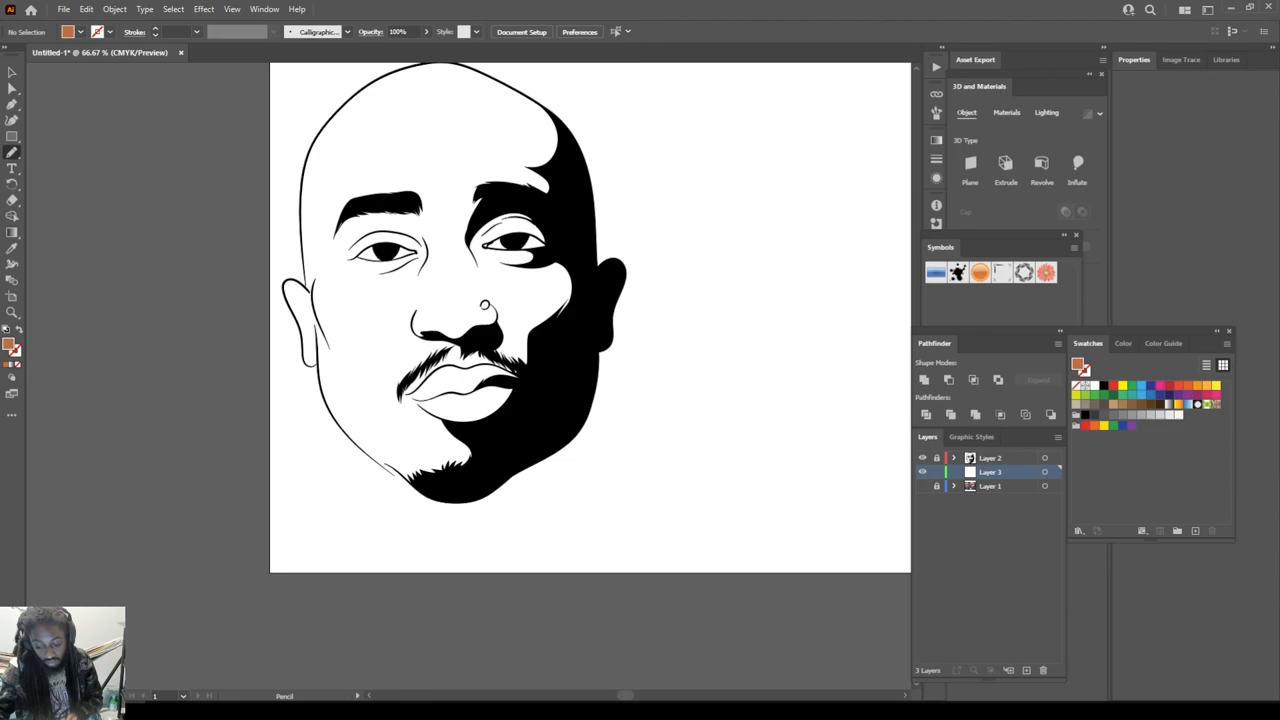 Ai File Edit Object Type Select Effect View Window Help
No Selection Stroke: Calligraphic... Opacity: 100% Style: Document Setup Preferences
Untitled-1* @ 66.67 % (CMYK/Preview) ×
Asset Export
Properties Image Trace Libraries
3D and Materials
Object Materials Lighting
3D Type
Plane Extrude Revolve Inflate
Cap
Symbols
Pathfinder
Shape Modes:
Expand
Pathfinders:
Swatches Color Color Guide
Layers Graphic Styles
Layer 2
Layer 3
Layer 1
3 Layers
1 Pencil